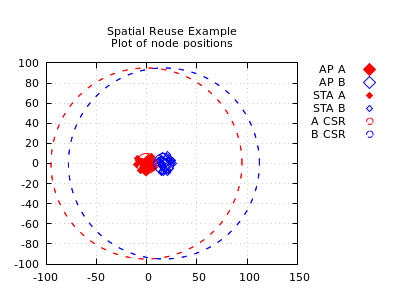 Spatial Reuse Example
Plot of node positions
100
80
60
40
20
0
-20
-40
-60
-80
-100
-100 -50 0 50 100 150
AP A
AP B
STA A
STA B
A CSR
B CSR